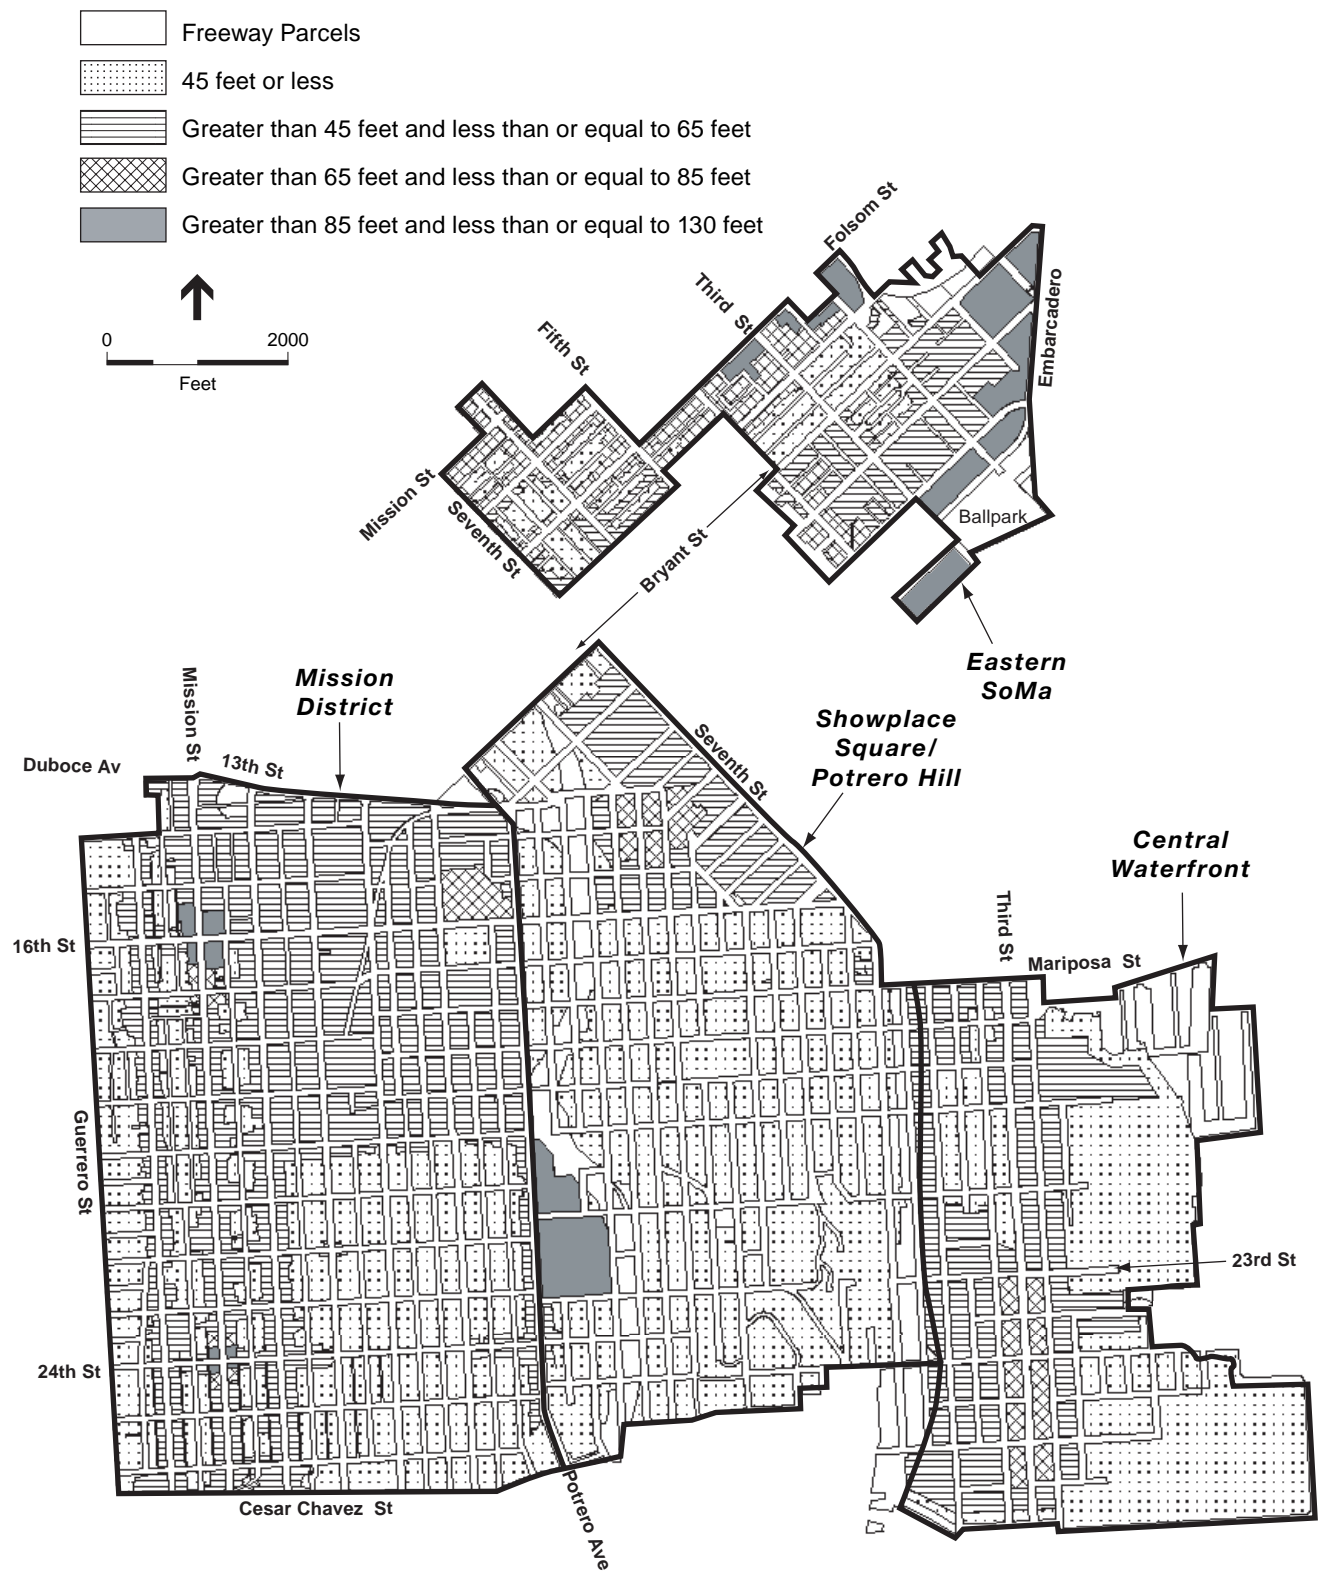 Freeway Parcels
45 feet or less
Greater than 45 feet and less than or equal to 65 feet
Greater than 65 feet and less than or equal to 85 feet
Greater than 85 feet and less than or equal to 130 feet
0 2000
Feet
Folsom St
Third St
Fifth St
Embarcadero
Mission St
Seventh St
Bryant St
Ballpark
Eastern
SoMa
Mission
District
Mission St
Duboce Av
13th St
Seventh St
Showplace
Square/
Potrero Hill
Central
Waterfront
16th St
Third St
Mariposa St
Guerrero St
23rd St
24th St
Cesar Chavez St
Potrero Ave